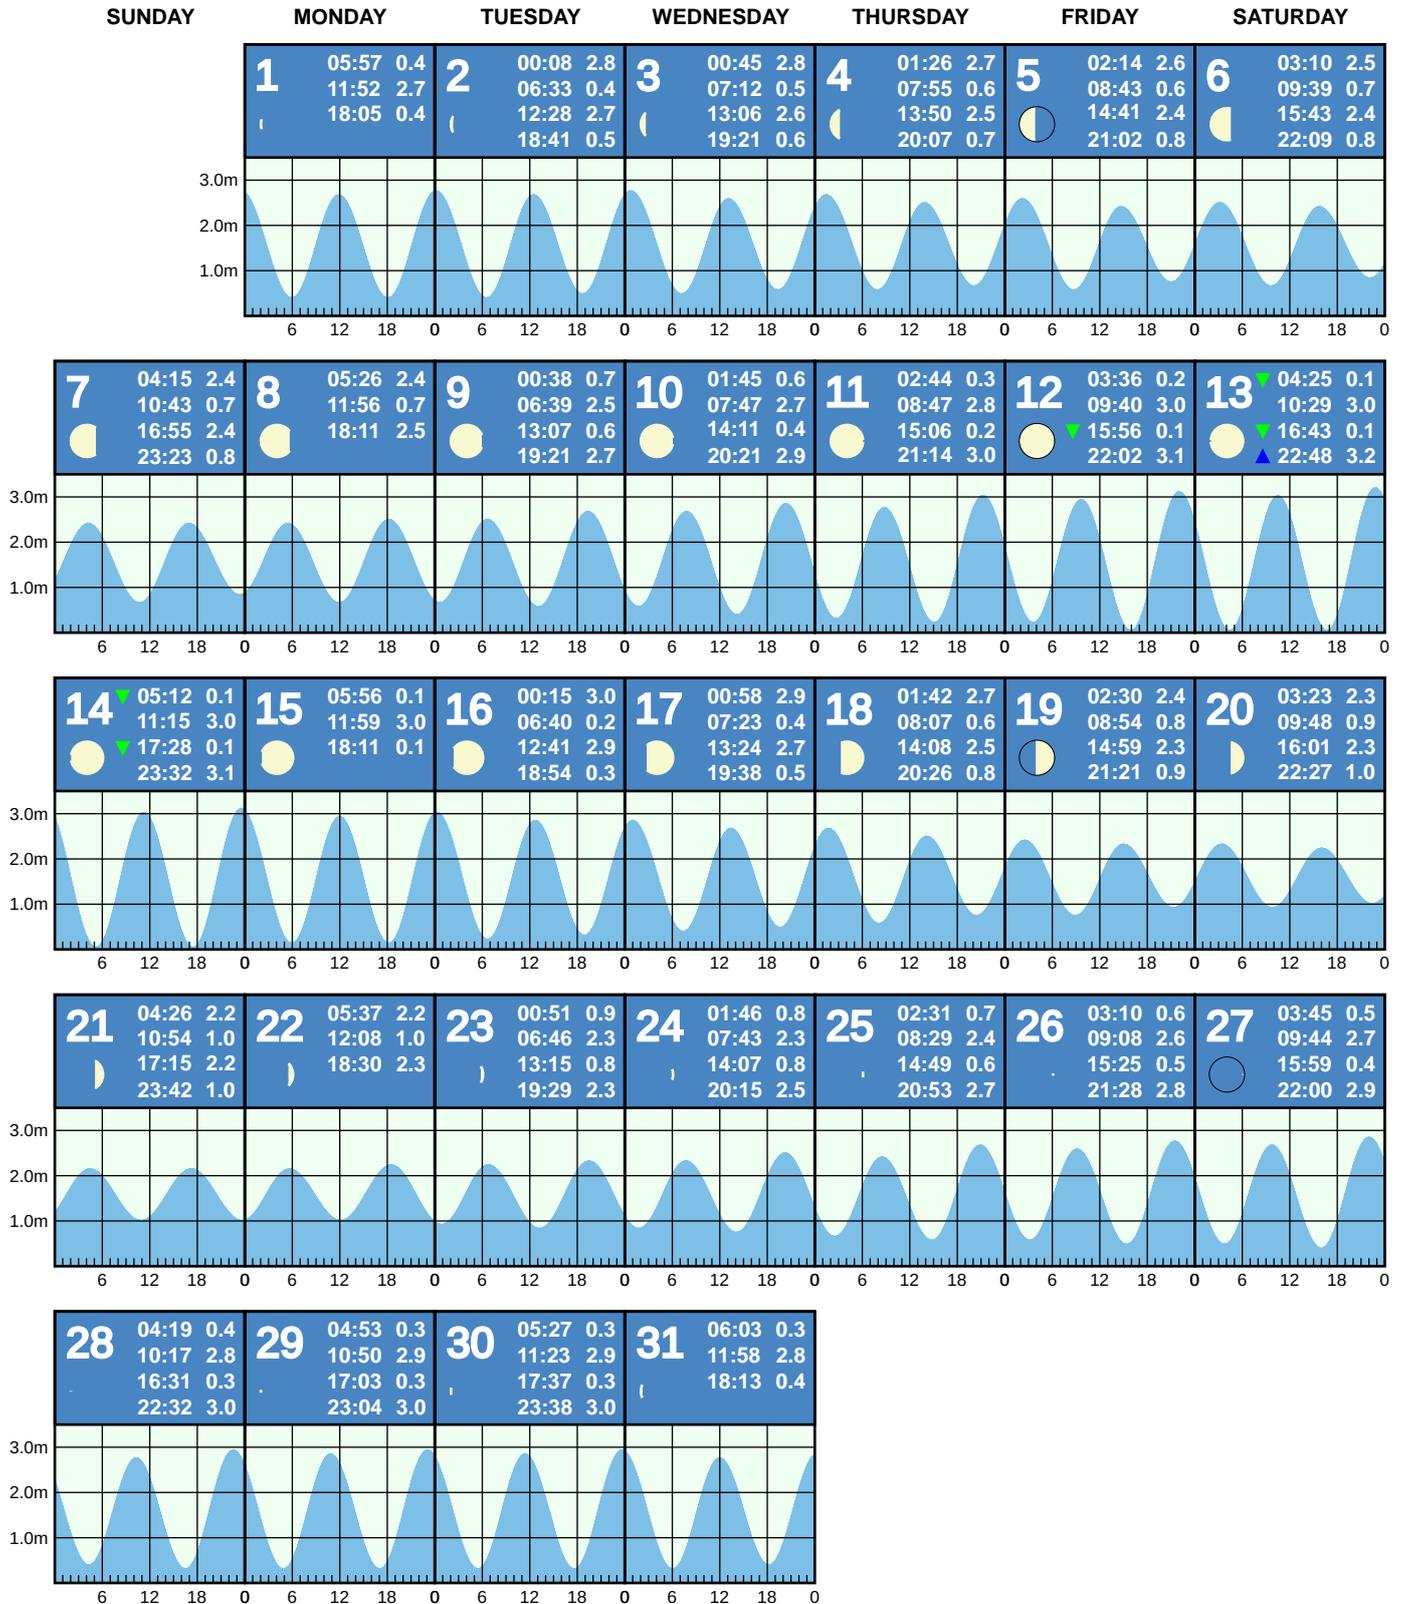 SUNDAY MONDAY TUESDAY WEDNESDAY THURSDAY FRIDAY SATURDAY
1 05:57 0.4
11:52 2.7
18:05 0.4
2 00:08 2.8
06:33 0.4
12:28 2.7
18:41 0.5
3 00:45 2.8
07:12 0.5
13:06 2.6
19:21 0.6
4 01:26 2.7
07:55 0.6
13:50 2.5
20:07 0.7
5 02:14 2.6
08:43 0.6
14:41 2.4
21:02 0.8
6 03:10 2.5
09:39 0.7
15:43 2.4
22:09 0.8
3.0m
2.0m
1.0m
6 12 18 0 6 12 18 0 6 12 18 0 6 12 18 0 6 12 18 0 6 12 18 0
7 04:15 2.4
10:43 0.7
16:55 2.4
23:23 0.8
8 05:26 2.4
11:56 0.7
18:11 2.5
9 00:38 0.7
06:39 2.5
13:07 0.6
19:21 2.7
10 01:45 0.6
07:47 2.7
14:11 0.4
20:21 2.9
11 02:44 0.3
08:47 2.8
15:06 0.2
21:14 3.0
12 03:36 0.2
09:40 3.0
15:56 0.1
22:02 3.1
13 04:25 0.1
10:29 3.0
16:43 0.1
22:48 3.2
3.0m
2.0m
1.0m
6 12 18 0 6 12 18 0 6 12 18 0 6 12 18 0 6 12 18 0 6 12 18 0 6 12 18 0
14 05:12 0.1
11:15 3.0
17:28 0.1
23:32 3.1
15 05:56 0.1
11:59 3.0
18:11 0.1
16 00:15 3.0
06:40 0.2
12:41 2.9
18:54 0.3
17 00:58 2.9
07:23 0.4
13:24 2.7
19:38 0.5
18 01:42 2.7
08:07 0.6
14:08 2.5
20:26 0.8
19 02:30 2.4
08:54 0.8
14:59 2.3
21:21 0.9
20 03:23 2.3
09:48 0.9
16:01 2.3
22:27 1.0
3.0m
2.0m
1.0m
6 12 18 0 6 12 18 0 6 12 18 0 6 12 18 0 6 12 18 0 6 12 18 0 6 12 18 0
21 04:26 2.2
10:54 1.0
17:15 2.2
23:42 1.0
22 05:37 2.2
12:08 1.0
18:30 2.3
23 00:51 0.9
06:46 2.3
13:15 0.8
19:29 2.3
24 01:46 0.8
07:43 2.3
14:07 0.8
20:15 2.5
25 02:31 0.7
08:29 2.4
14:49 0.6
20:53 2.7
26 03:10 0.6
09:08 2.6
15:25 0.5
21:28 2.8
27 03:45 0.5
09:44 2.7
15:59 0.4
22:00 2.9
3.0m
2.0m
1.0m
6 12 18 0 6 12 18 0 6 12 18 0 6 12 18 0 6 12 18 0 6 12 18 0 6 12 18 0
28 04:19 0.4
10:17 2.8
16:31 0.3
22:32 3.0
29 04:53 0.3
10:50 2.9
17:03 0.3
23:04 3.0
30 05:27 0.3
11:23 2.9
17:37 0.3
23:38 3.0
31 06:03 0.3
11:58 2.8
18:13 0.4
3.0m
2.0m
1.0m
6 12 18 0 6 12 18 0 6 12 18 0 6 12 18 0